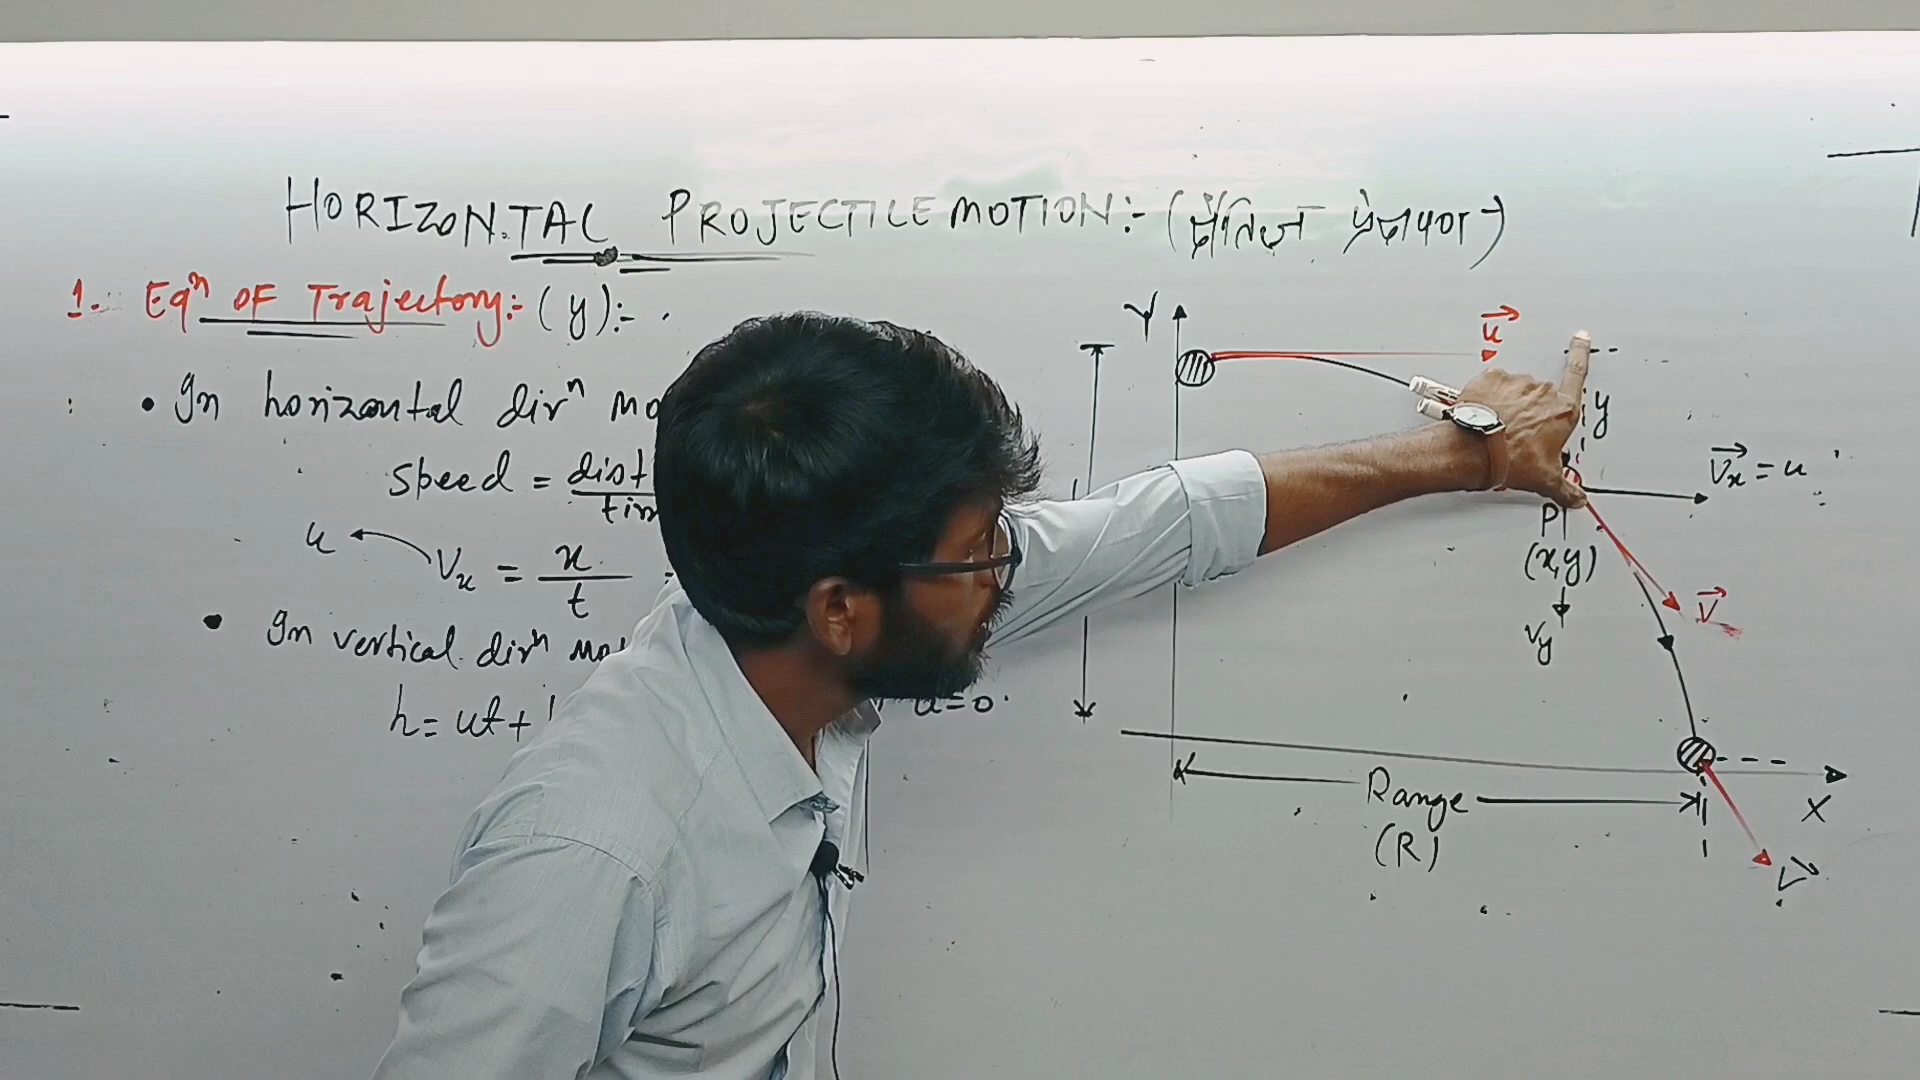 HORIZONTAL PROJECTILE MOTION:- (क्षैतिज प्रक्षेपण)
1. Eqⁿ OF Trajectory:- (y):-
• In horizontal dirⁿ
speed = dist
u
Vx = x
t
• In vertical dirⁿ
h = ut +
u=0
Y
u
y
Vx = u
P
(x,y)
Vy
V
Range
(R)
X
V